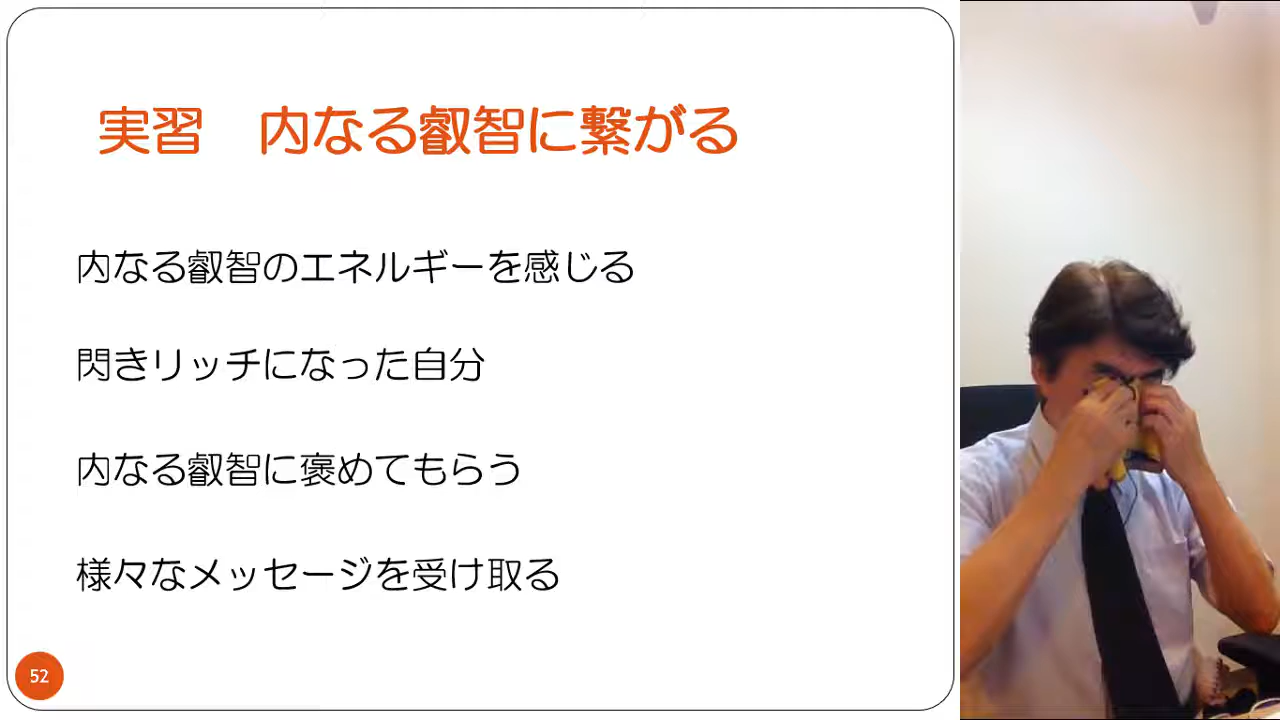 実習　内なる叡智に繋がる
内なる叡智のエネルギーを感じる
閃きリッチになった自分
内なる叡智に褒めてもらう
様々なメッセージを受け取る
52